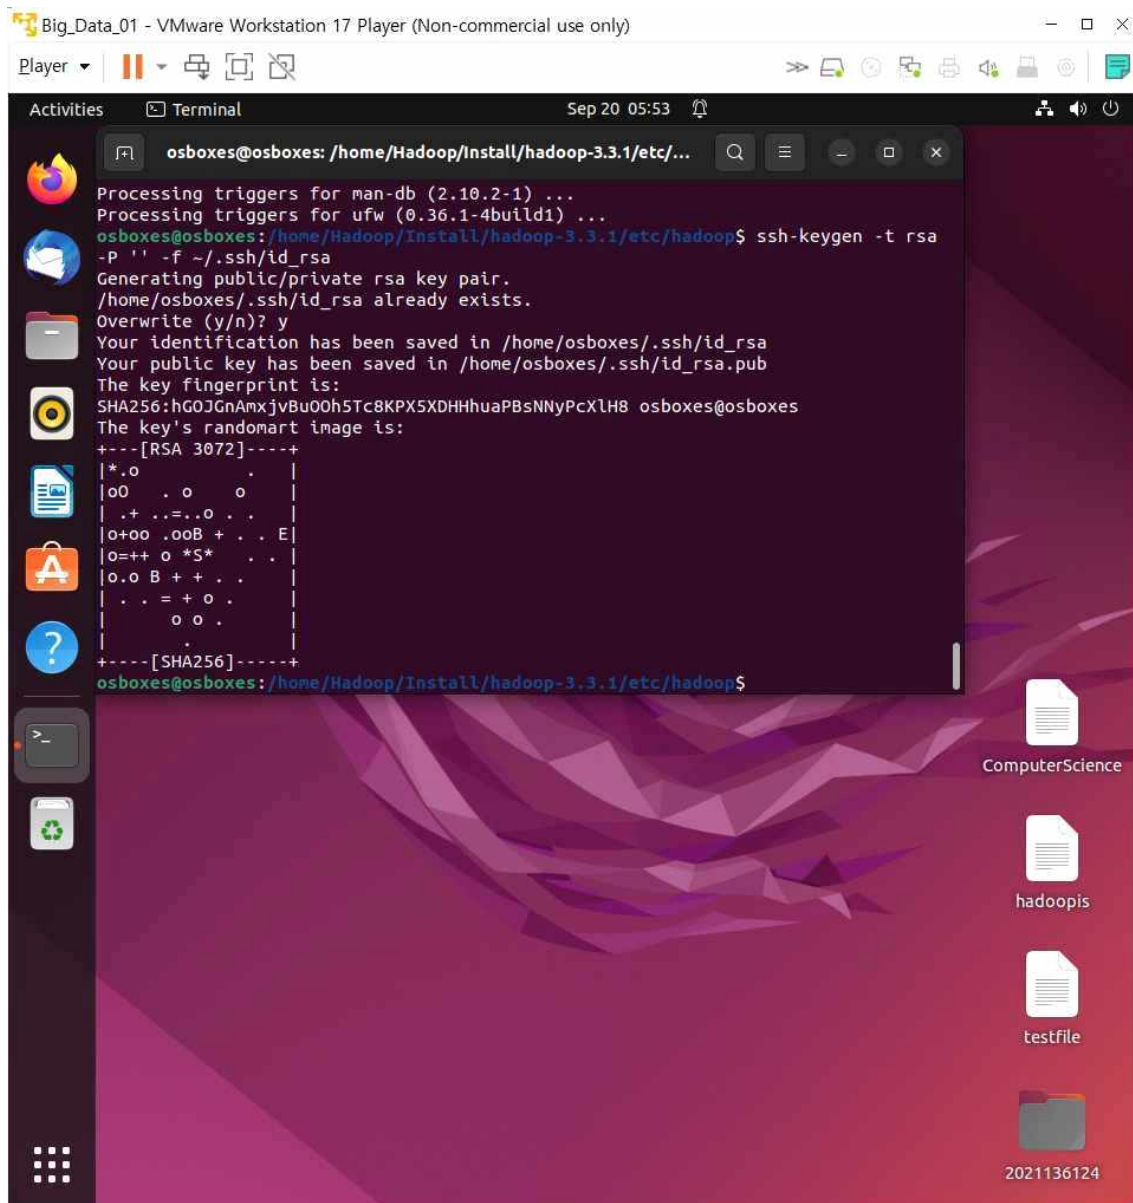 Big_Data_01 - VMware Workstation 17 Player (Non-commercial use only)
Player
Activities Terminal Sep 20 05:53
osboxes@osboxes: /home/Hadoop/Install/hadoop-3.3.1/etc/...
Processing triggers for man-db (2.10.2-1) ...
Processing triggers for ufw (0.36.1-4build1) ...
osboxes@osboxes:/home/Hadoop/Install/hadoop-3.3.1/etc/hadoop$ ssh-keygen -t rsa
-P '' -f ~/.ssh/id_rsa
Generating public/private rsa key pair.
/home/osboxes/.ssh/id_rsa already exists.
Overwrite (y/n)? y
Your identification has been saved in /home/osboxes/.ssh/id_rsa
Your public key has been saved in /home/osboxes/.ssh/id_rsa.pub
The key fingerprint is:
SHA256:hGOJGnAmxjvBuOOh5Tc8KPX5XDHHhuaPBsNNyPcXlH8 osboxes@osboxes
The key's randomart image is:
+---[RSA 3072]----+
|*.o          .   |
|oO   . o    o    |
| .+ ..=..o . .   |
|o+oo .ooB + . . E|
|o=++ o *S*   . . |
|o.o B + + . .    |
| . . = + o .     |
|      o o .      |
|       .         |
+----[SHA256]-----+
osboxes@osboxes:/home/Hadoop/Install/hadoop-3.3.1/etc/hadoop$
ComputerScience
hadoopis
testfile
2021136124